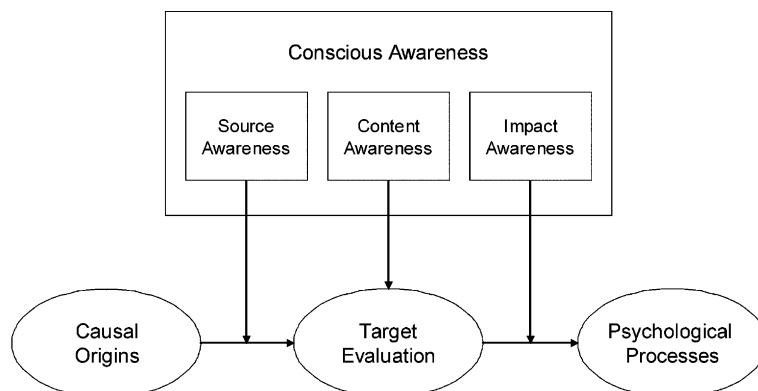 Conscious Awareness
Source
Awareness
Content
Awareness
Impact
Awareness
Causal
Origins
Target
Evaluation
Psychological
Processes